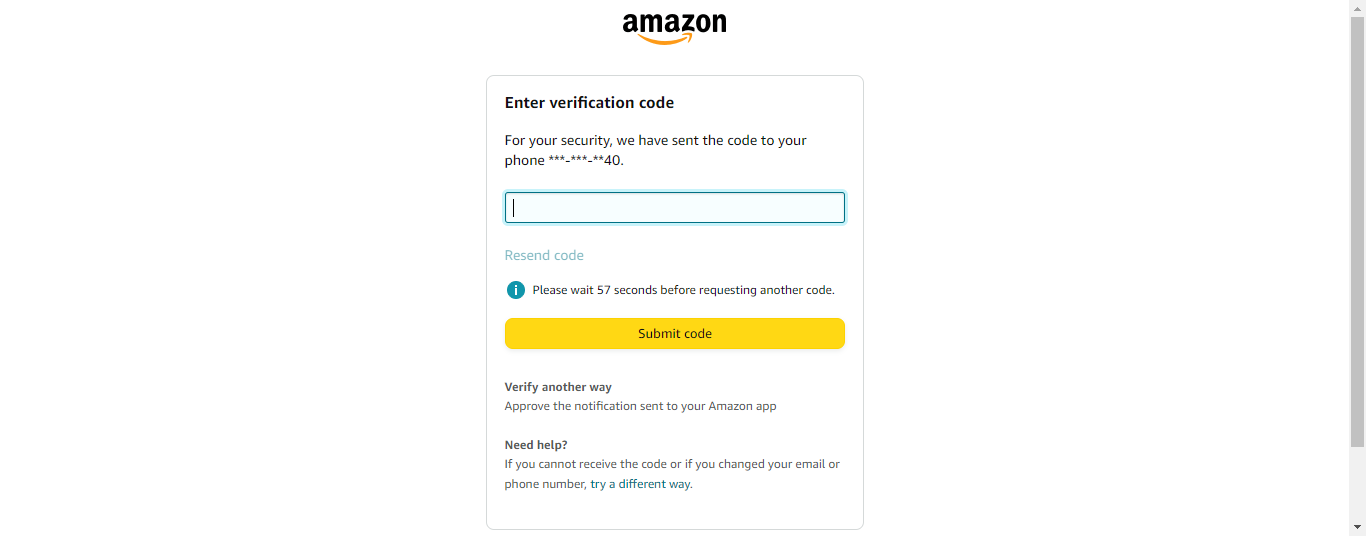 amazon
Enter verification code
For your security, we have sent the code to your
phone ***-***-**40.
Resend code
i Please wait 57 seconds before requesting another code.
Submit code
Verify another way
Approve the notification sent to your Amazon app
Need help?
If you cannot receive the code or if you changed your email or
phone number, try a different way.